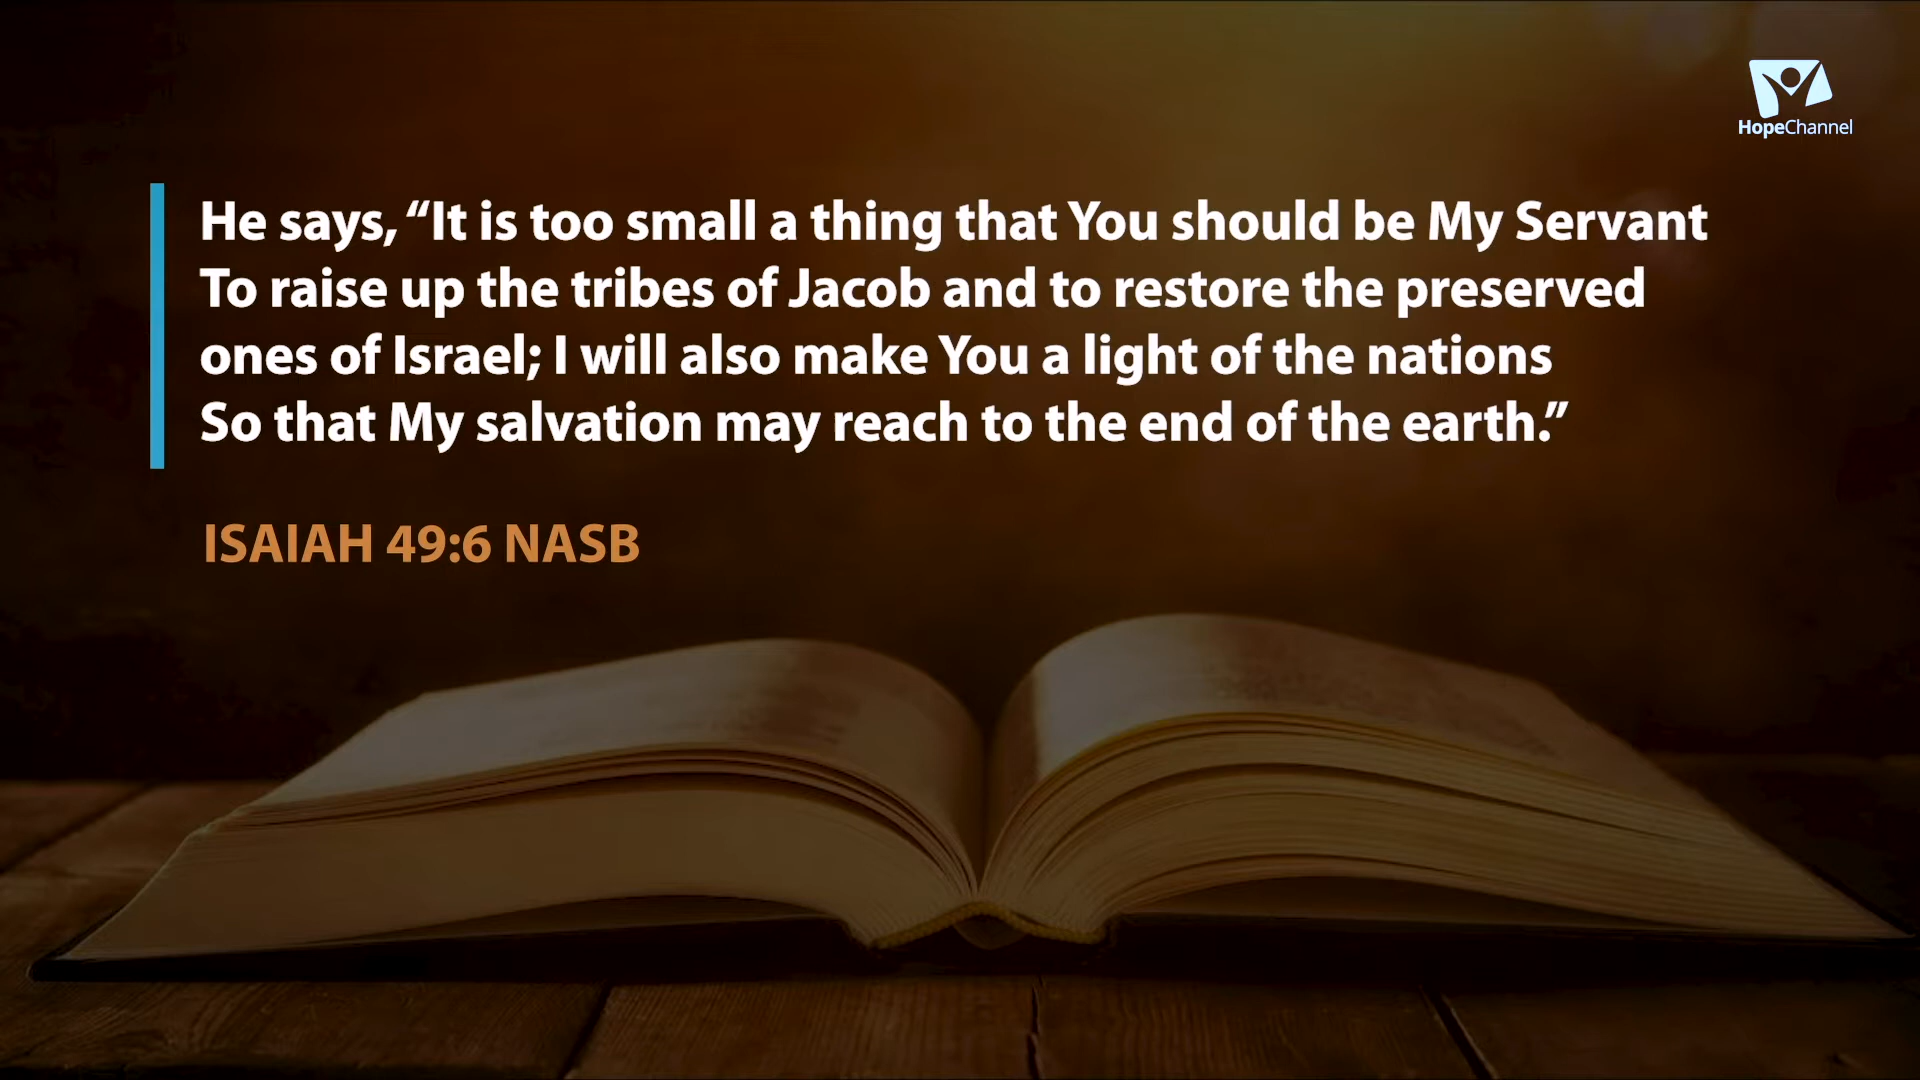 HopeChannel
He says, “It is too small a thing that You should be My Servant
To raise up the tribes of Jacob and to restore the preserved
ones of Israel; I will also make You a light of the nations
So that My salvation may reach to the end of the earth.”
ISAIAH 49:6 NASB